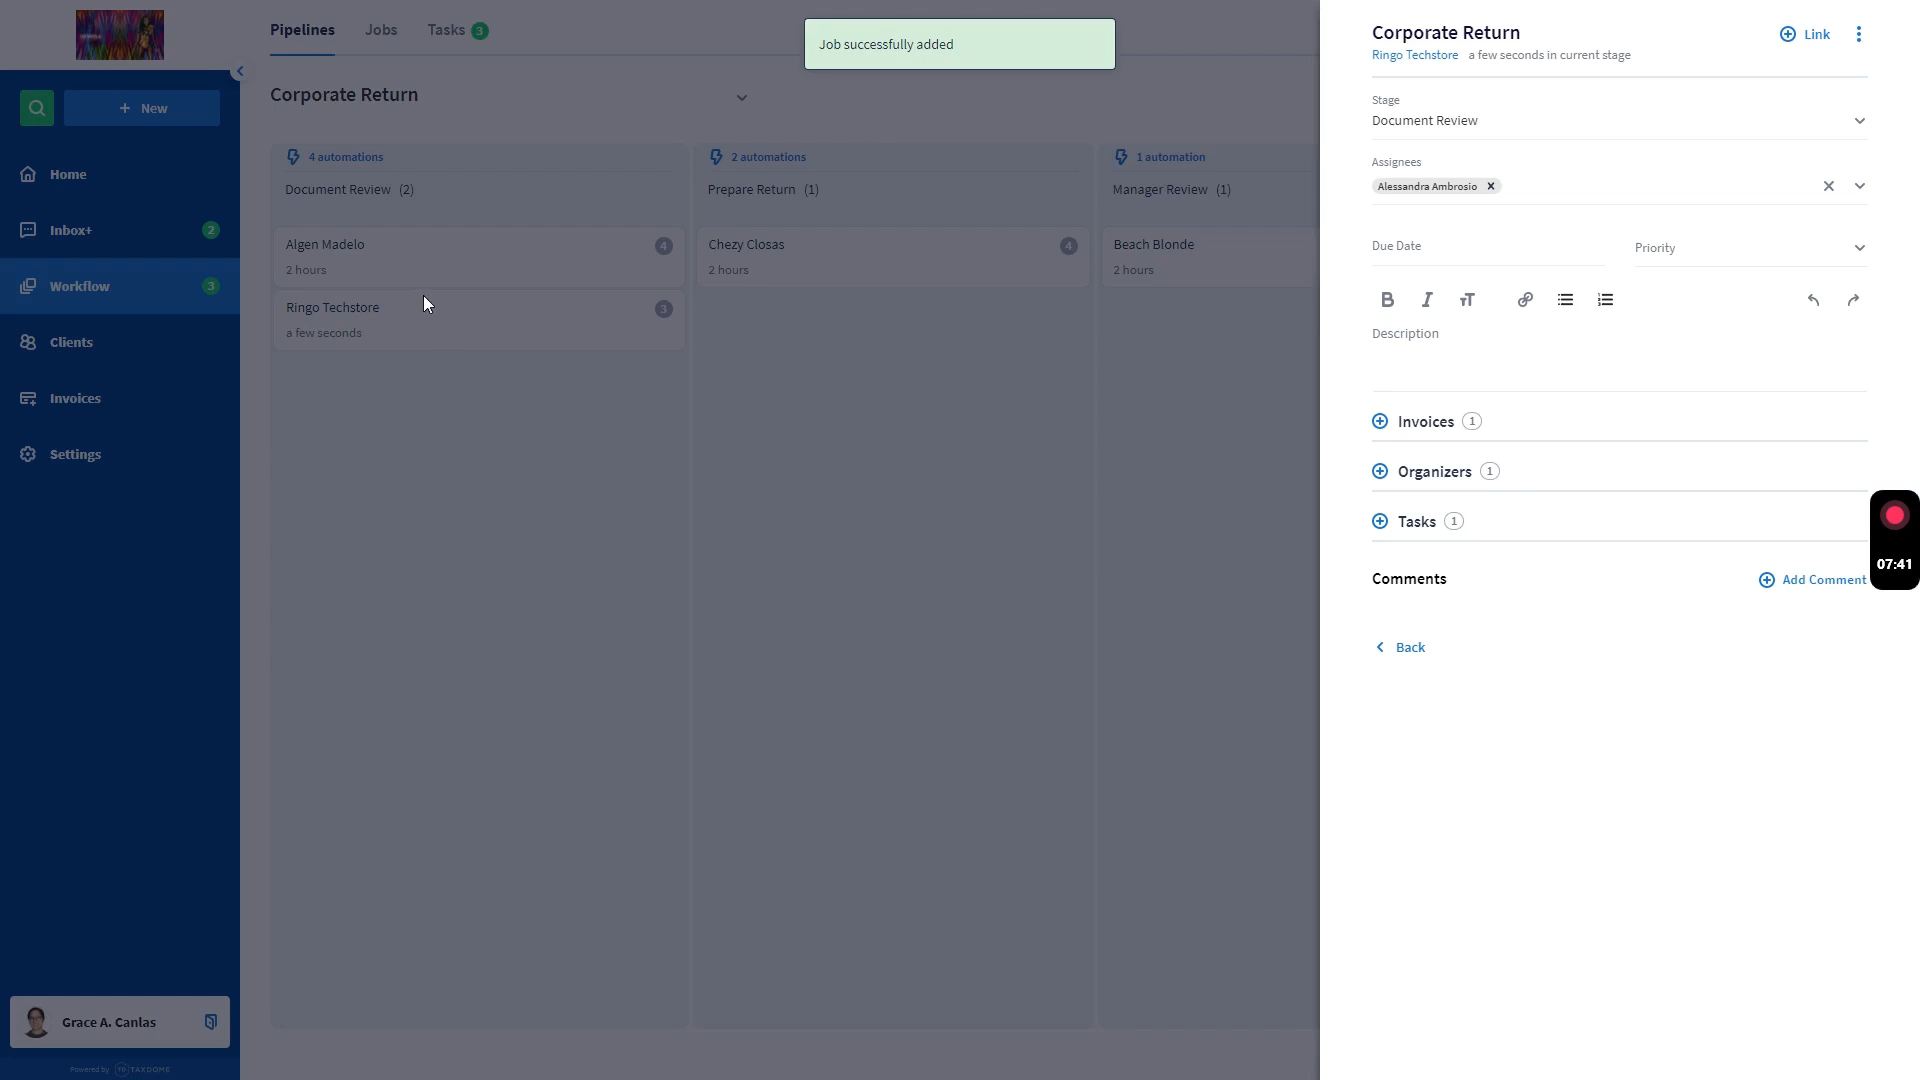 Pipelines
Jobs
Tasks 3
Job successfully added
+ New
Home
Inbox+ 2
Workflow 3
Clients
Invoices
Settings
Grace A. Canlas
Powered by TD TAXDOME
Corporate Return
4 automations
Document Review (2)
Algen Madelo 4
2 hours
Ringo Techstore 3
a few seconds
2 automations
Prepare Return (1)
Chezy Closas 4
2 hours
1 automation
Manager Review (1)
Beach Blonde
2 hours
Corporate Return
Link
Ringo Techstore a few seconds in current stage
Stage
Document Review
Assignees
Alessandra Ambrosio
Due Date
Priority
Description
Invoices 1
Organizers 1
Tasks 1
Comments
Add Comment
Back
07:41